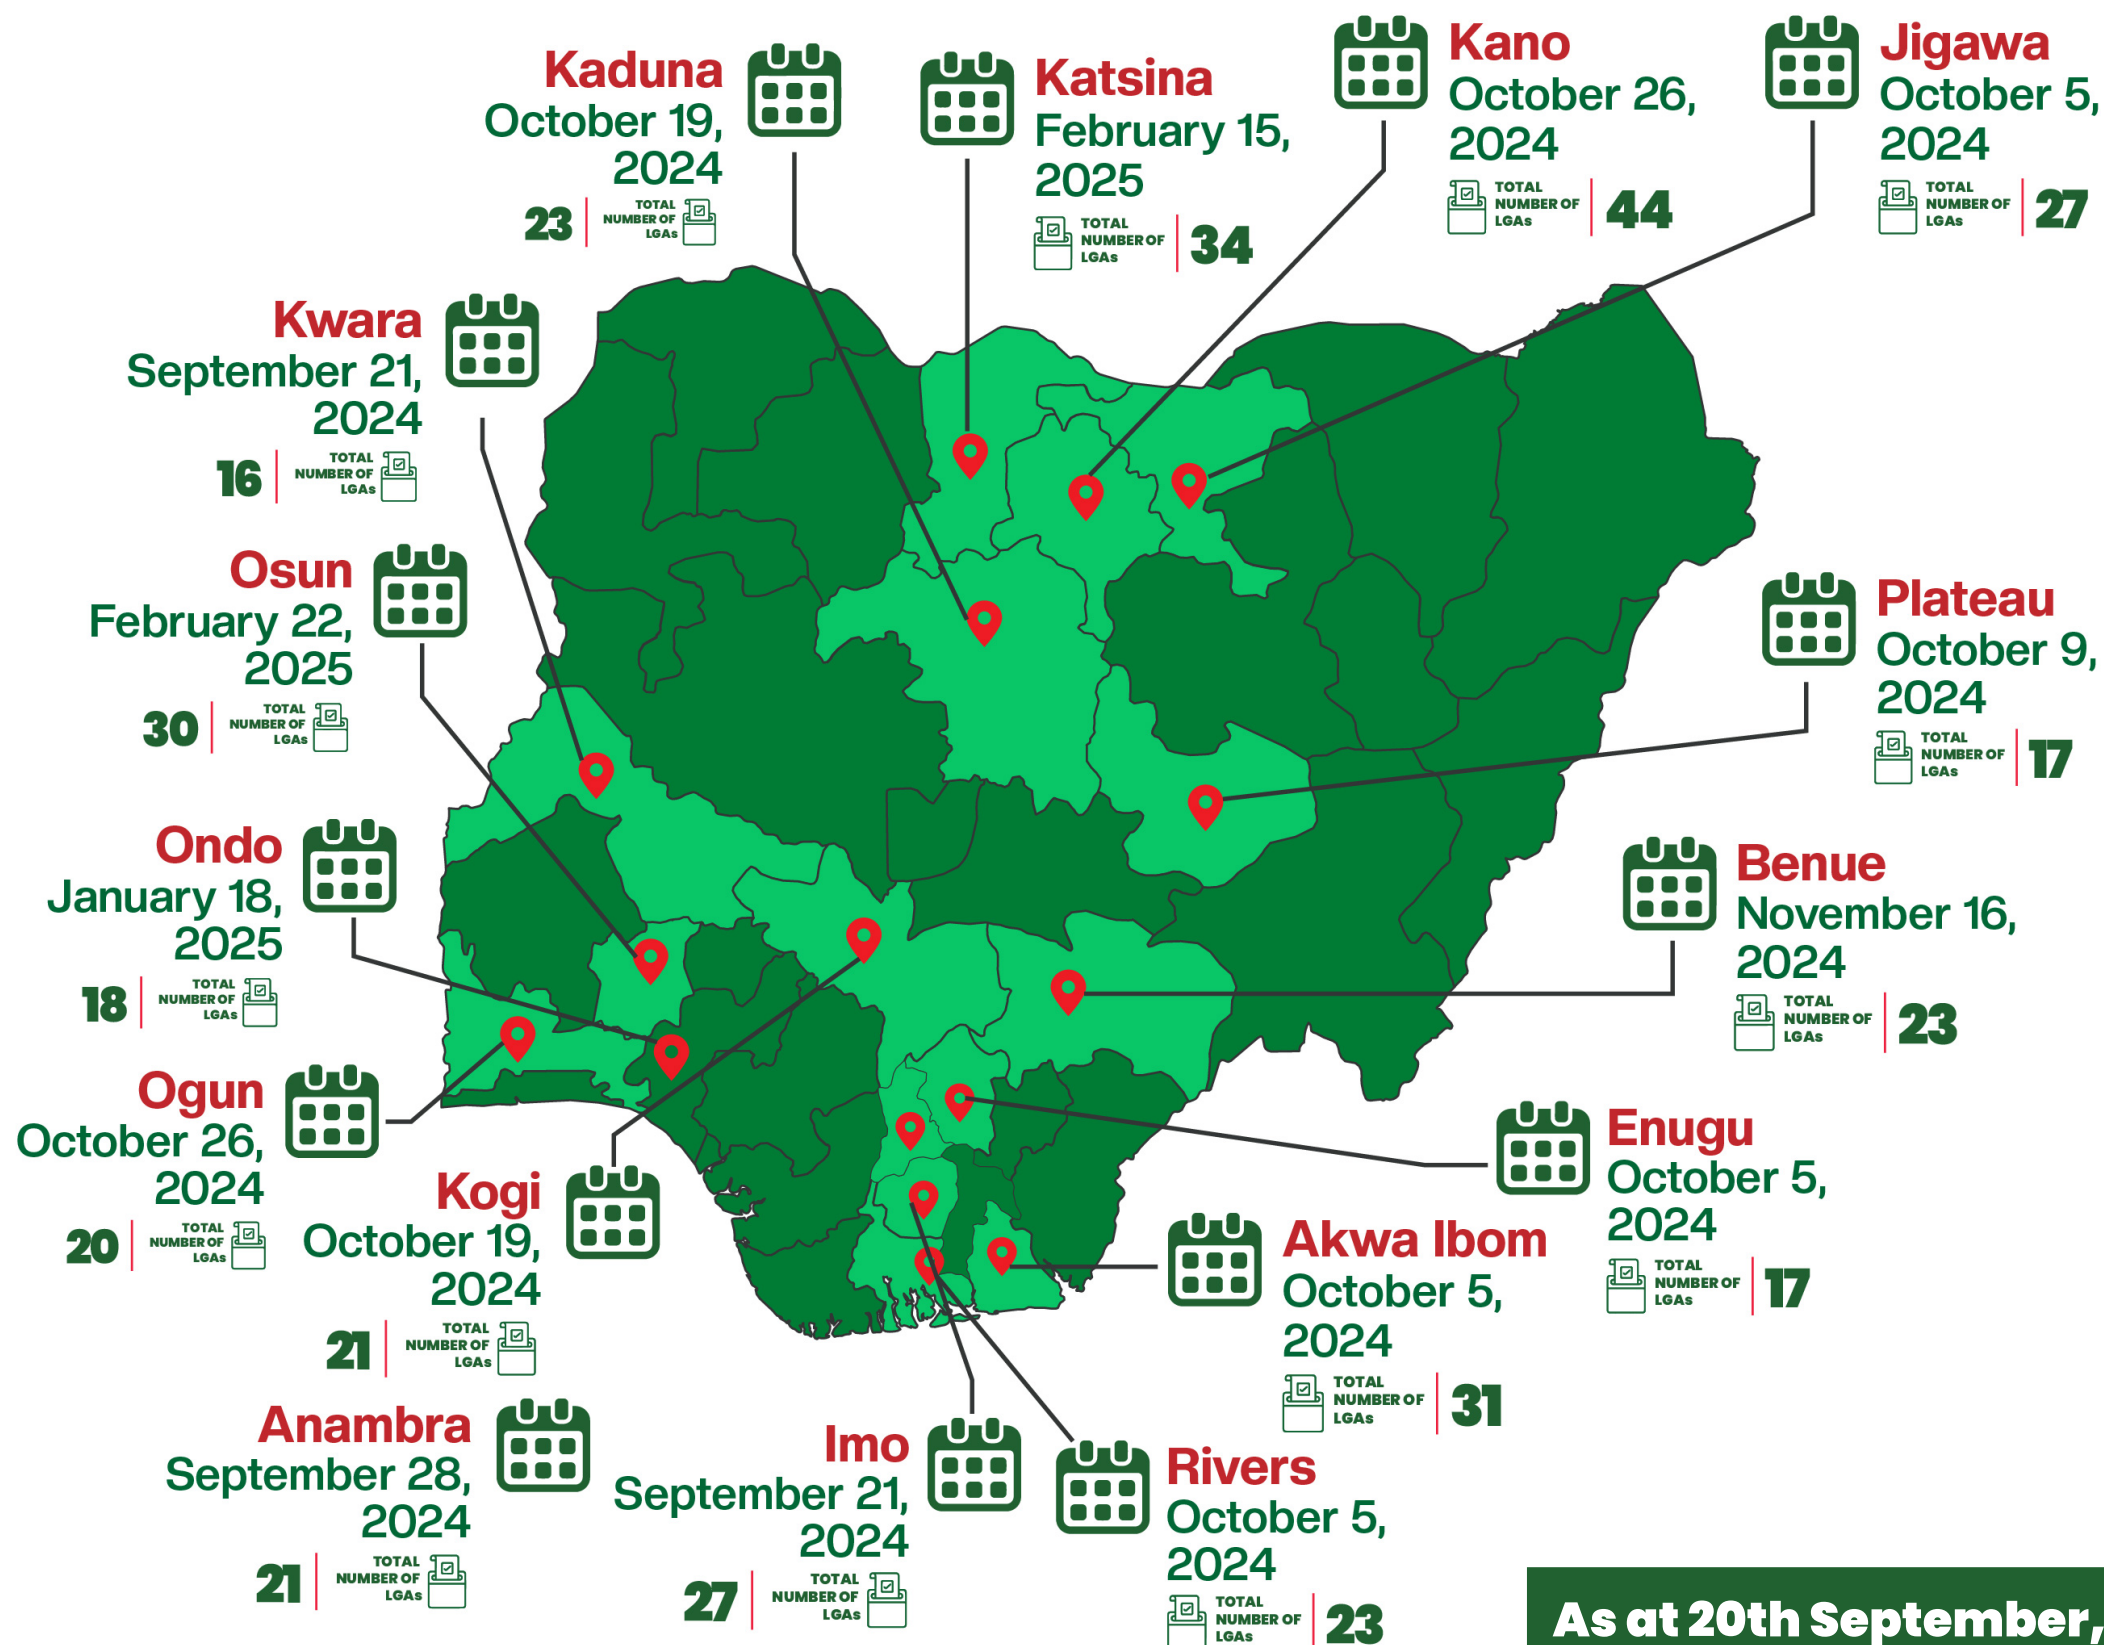 Kaduna
October 19,
2024
23
TOTAL
NUMBER OF
LGAs
Katsina
February 15,
2025
TOTAL
NUMBER OF
LGAs
34
Kano
October 26,
2024
TOTAL
NUMBER OF
LGAs
44
Jigawa
October 5,
2024
TOTAL
NUMBER OF
LGAs
27
Kwara
September 21,
2024
16
TOTAL
NUMBER OF
LGAs
Osun
February 22,
2025
30
TOTAL
NUMBER OF
LGAs
Plateau
October 9,
2024
TOTAL
NUMBER OF
LGAs
17
Ondo
January 18,
2025
18
TOTAL
NUMBER OF
LGAs
Benue
November 16,
2024
TOTAL
NUMBER OF
LGAs
23
Ogun
October 26,
2024
20
TOTAL
NUMBER OF
LGAs
Kogi
October 19,
2024
21
TOTAL
NUMBER OF
LGAs
Enugu
October 5,
2024
TOTAL
NUMBER OF
LGAs
17
Akwa Ibom
October 5,
2024
TOTAL
NUMBER OF
LGAs
31
Anambra
September 28,
2024
21
TOTAL
NUMBER OF
LGAs
Imo
September 21,
2024
27
TOTAL
NUMBER OF
LGAs
Rivers
October 5,
2024
TOTAL
NUMBER OF
LGAs
23
As at 20th September,